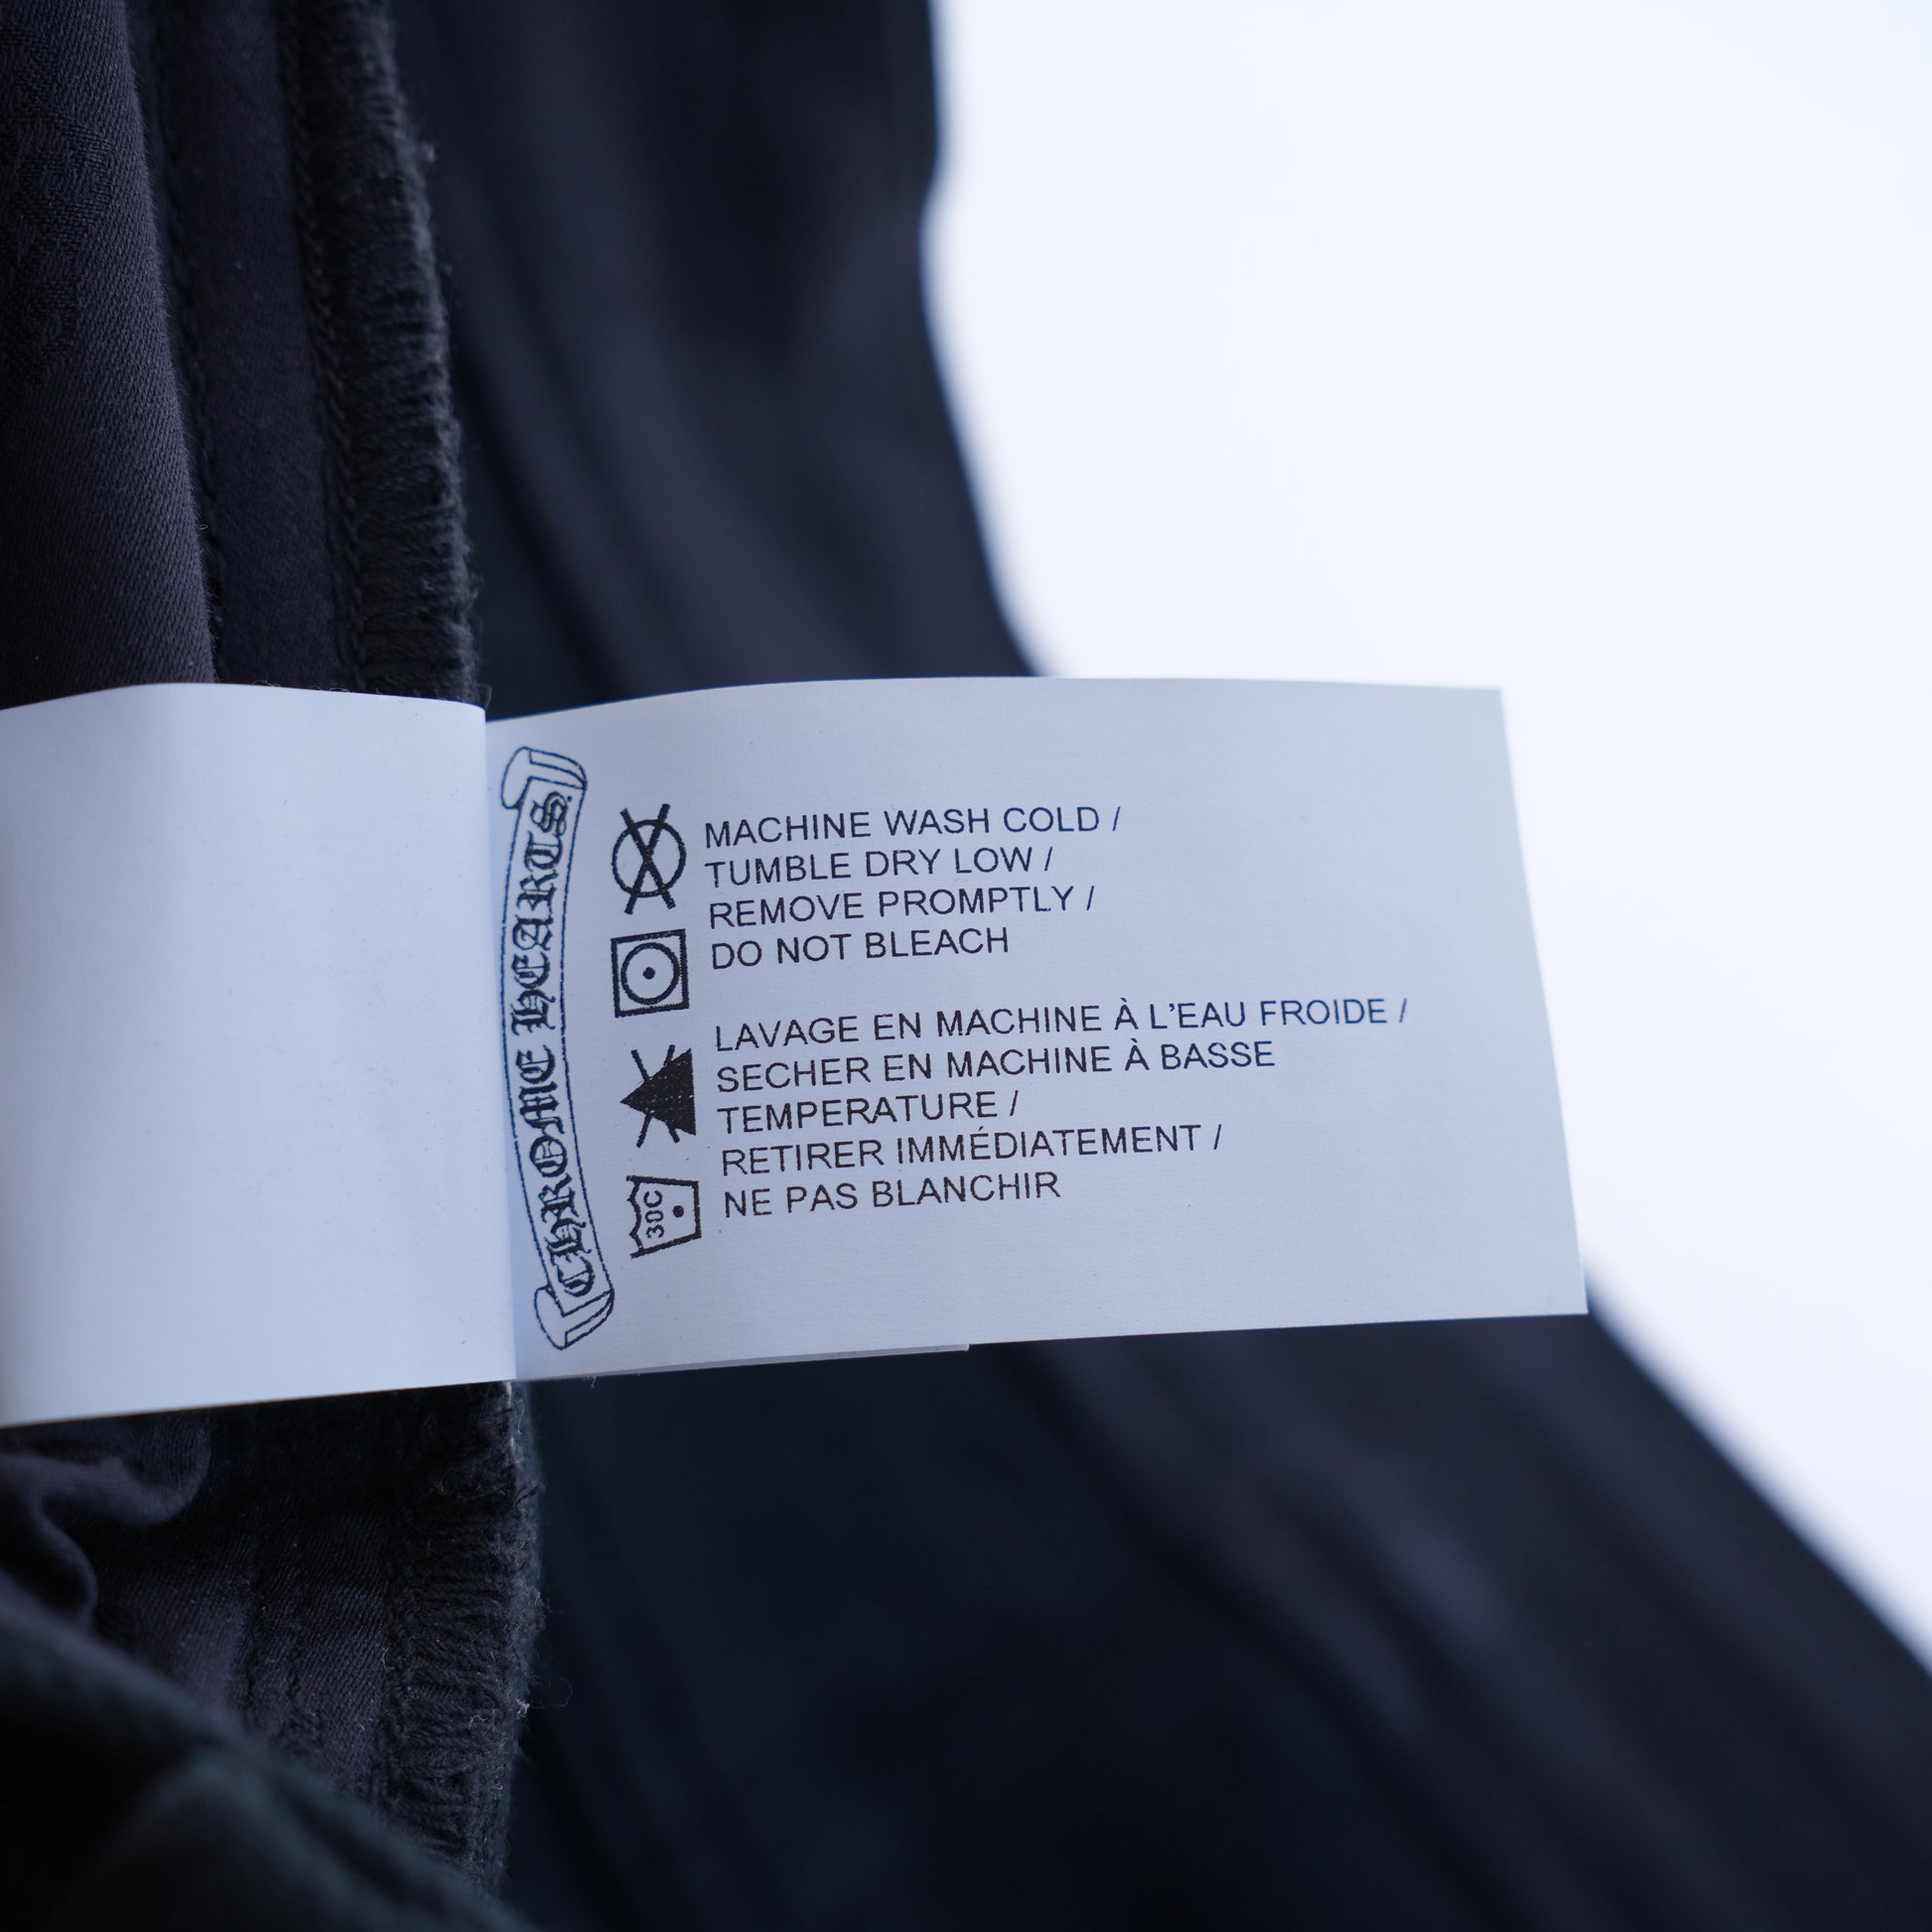 CHROME HEARTS
MACHINE WASH COLD /
TUMBLE DRY LOW /
REMOVE PROMPTLY /
DO NOT BLEACH
LAVAGE EN MACHINE À L'EAU FROIDE /
SECHER EN MACHINE À BASSE
TEMPERATURE /
RETIRER IMMÉDIATEMENT /
NE PAS BLANCHIR
30C